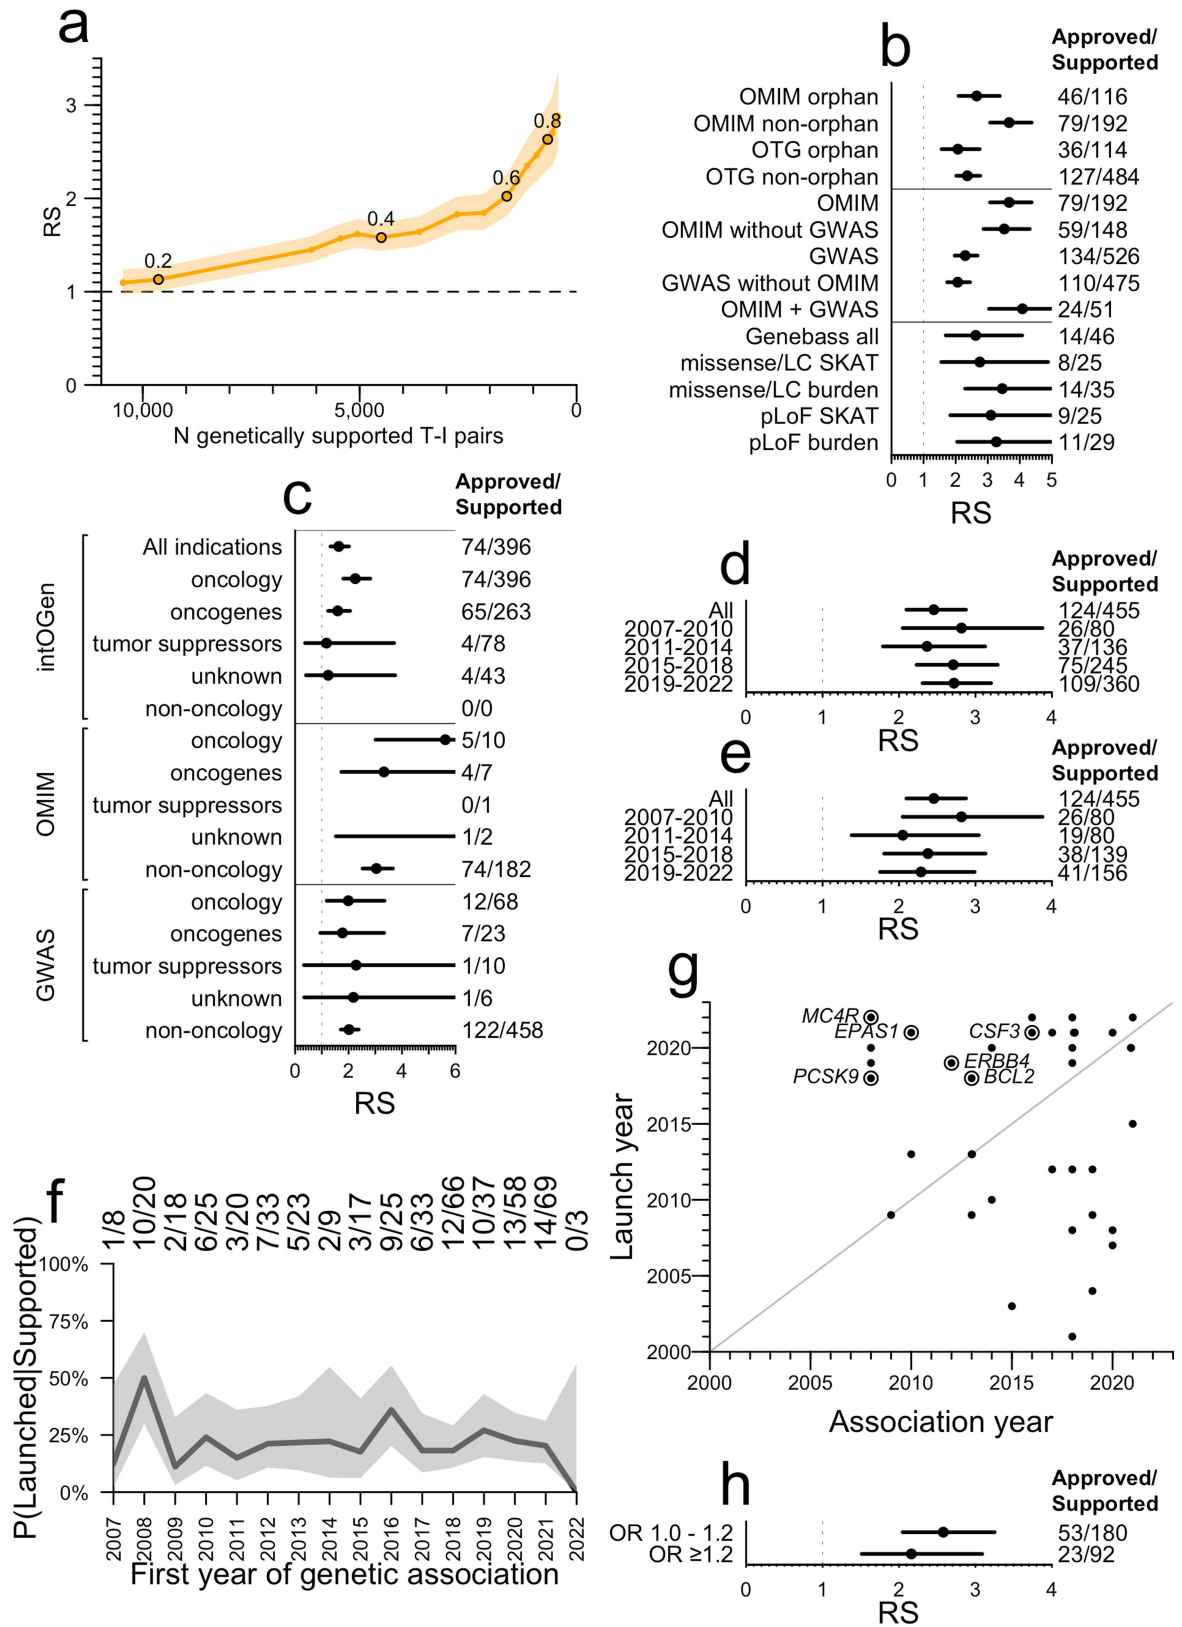 a
RS
3
2
1
0
0.2
0.4
0.6
0.8
10,000
5,000
0
N genetically supported T-I pairs
b
Approved/
Supported
OMIM orphan 46/116
OMIM non-orphan 79/192
OTG orphan 36/114
OTG non-orphan 127/484
OMIM 79/192
OMIM without GWAS 59/148
GWAS 134/526
GWAS without OMIM 110/475
OMIM + GWAS 24/51
Genebass all 14/46
missense/LC SKAT 8/25
missense/LC burden 14/35
pLoF SKAT 9/25
pLoF burden 11/29
0 1 2 3 4 5
RS
c
Approved/
Supported
intOGen
All indications 74/396
oncology 74/396
oncogenes 65/263
tumor suppressors 4/78
unknown 4/43
non-oncology 0/0
OMIM
oncology 5/10
oncogenes 4/7
tumor suppressors 0/1
unknown 1/2
non-oncology 74/182
GWAS
oncology 12/68
oncogenes 7/23
tumor suppressors 1/10
unknown 1/6
non-oncology 122/458
0 2 4 6
RS
d
Approved/
Supported
All 124/455
2007-2010 26/80
2011-2014 37/136
2015-2018 75/245
2019-2022 109/360
0 1 2 3 4
RS
e
Approved/
Supported
All 124/455
2007-2010 26/80
2011-2014 19/80
2015-2018 38/139
2019-2022 41/156
0 1 2 3 4
RS
f
P(Launched|Supported)
1/8 10/20 2/18 6/25 3/20 7/33 5/23 2/9 3/17 9/25 6/33 12/66 10/37 13/58 14/69 0/3
100%
75%
50%
25%
0%
2007 2008 2009 2010 2011 2012 2013 2014 2015 2016 2017 2018 2019 2020 2021 2022
First year of genetic association
g
Launch year
2020
2015
2010
2005
2000
MC4R
EPAS1
CSF3
ERBB4
PCSK9
BCL2
2000 2005 2010 2015 2020
Association year
h
Approved/
Supported
OR 1.0 - 1.2 53/180
OR ≥1.2 23/92
0 1 2 3 4
RS